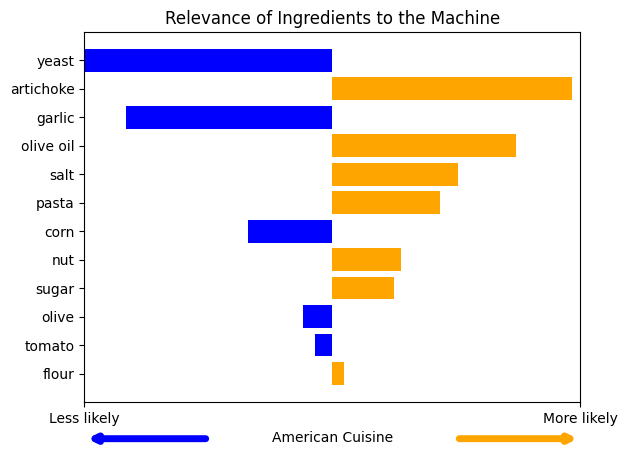 Relevance of Ingredients to the Machine
yeast
artichoke
garlic
olive oil
salt
pasta
corn
nut
sugar
olive
tomato
flour
Less likely More likely
American Cuisine